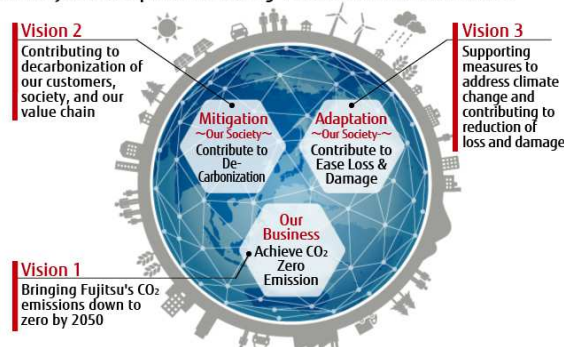 Vision 2
Contributing to
decarbonization of
our customers,
society, and our
value chain
Vision 3
Supporting
measures to
address climate
change and
contributing to
reduction of
loss and damage
Mitigation
~Our Society~
Contribute to
De-
Carbonization
Adaptation
~Our Society~
Contribute to
Ease Loss &
Damage
Our
Business
Achieve CO₂
Zero
Emission
Vision 1
Bringing Fujitsu's CO₂
emissions down to
zero by 2050